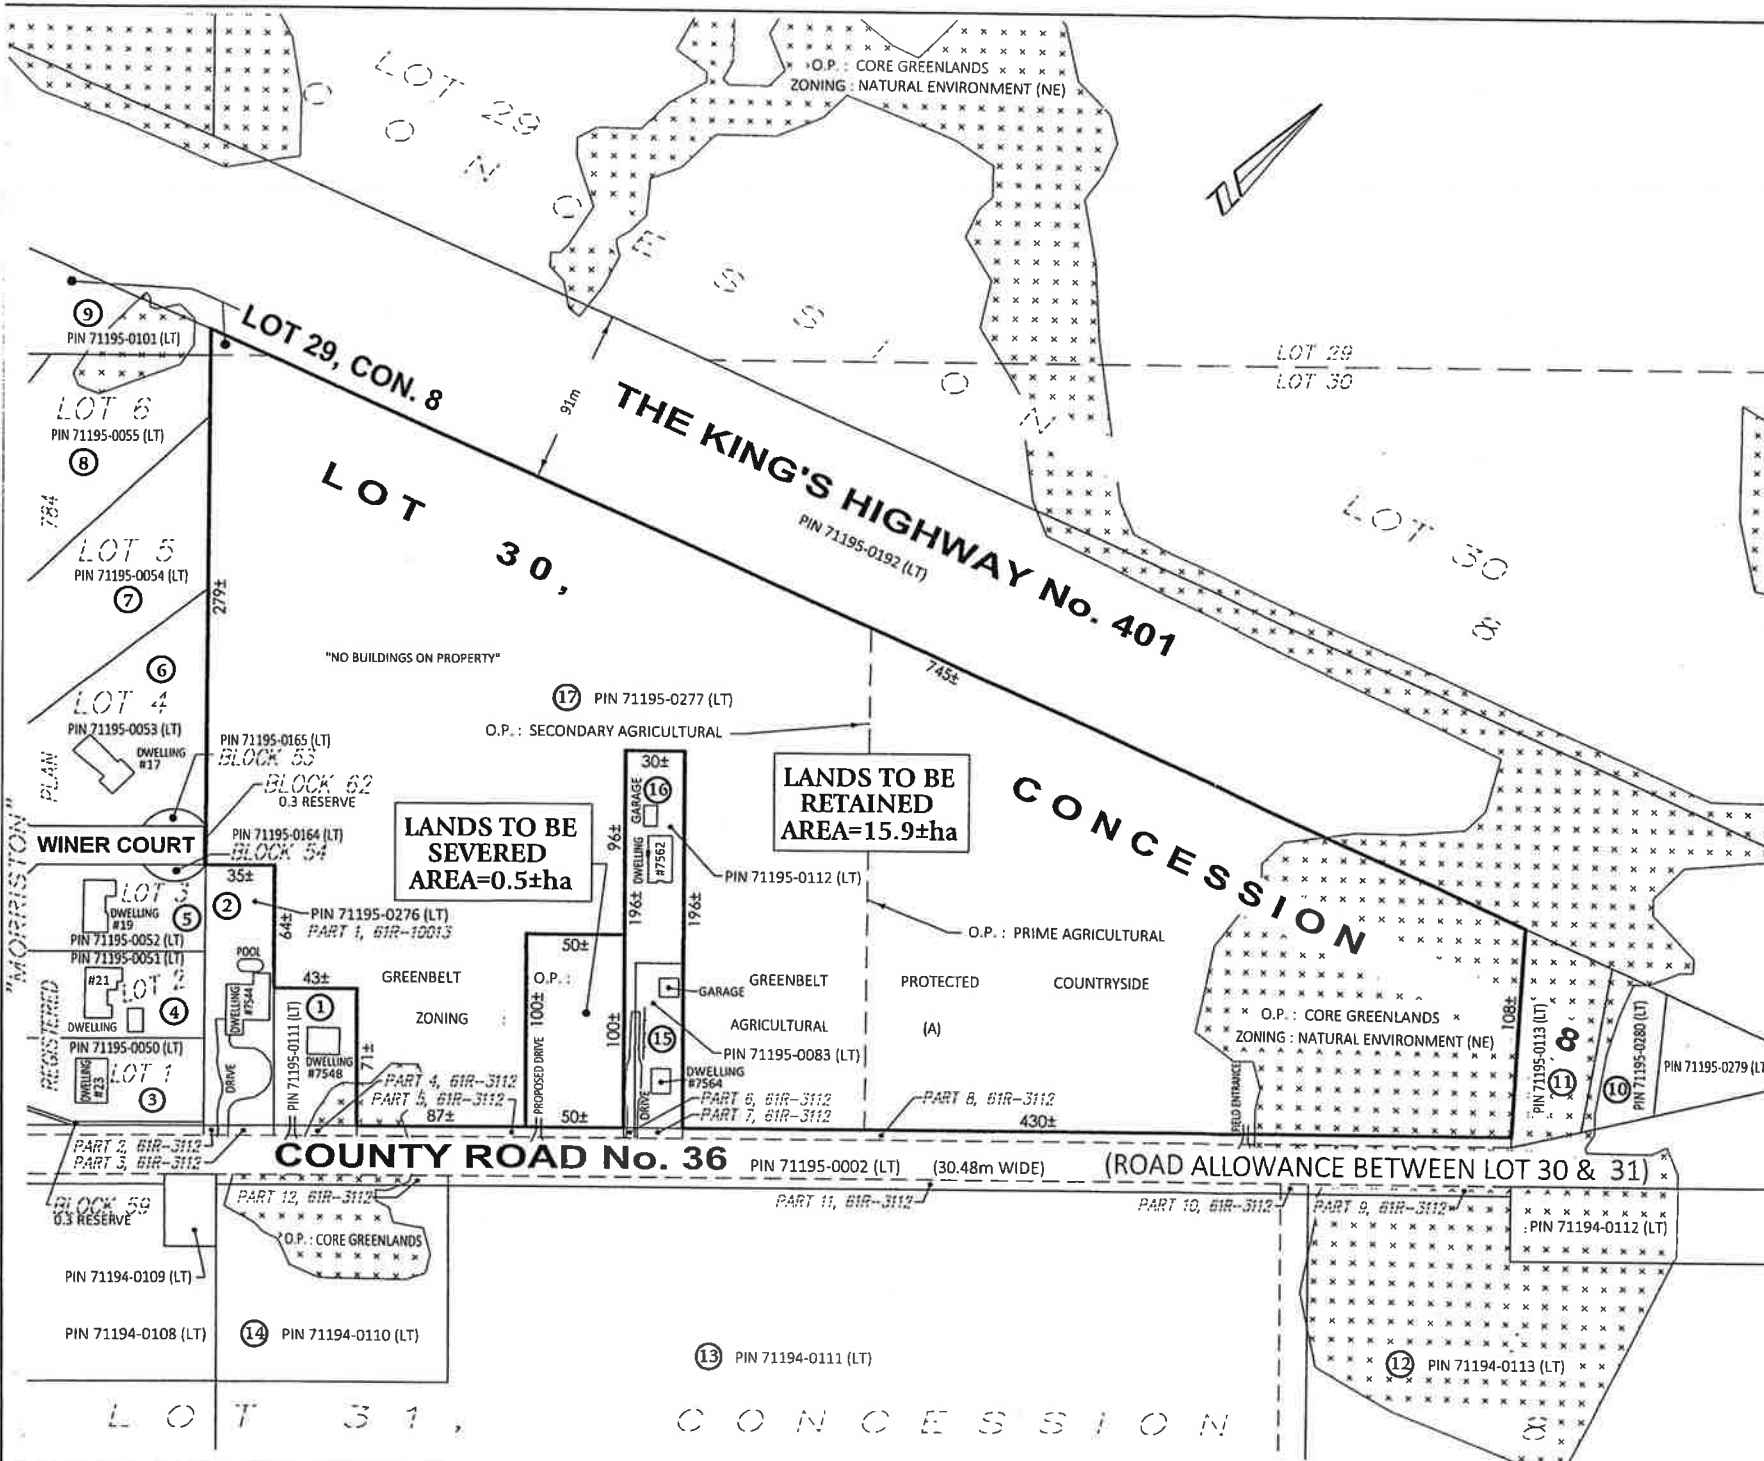 LOT 29
CONCESSION
O.P. : CORE GREENLANDS
ZONING : NATURAL ENVIRONMENT (NE)
9
PIN 71195-0101 (LT)
LOT 29, CON. 8
91m
THE KING'S HIGHWAY No. 401
PIN 71195-0192 (LT)
LOT 29
LOT 30
LOT 30
8
LOT 6
PIN 71195-0055 (LT)
8
784
LOT 5
PIN 71195-0054 (LT)
7
279±
LOT 30,
CONCESSION
8
"NO BUILDINGS ON PROPERTY"
17 PIN 71195-0277 (LT)
O.P. : SECONDARY AGRICULTURAL
745±
6
LOT 4
PIN 71195-0053 (LT)
DWELLING
#17
PLAN
PIN 71195-0165 (LT)
BLOCK 53
BLOCK 62
0.3 RESERVE
PIN 71195-0164 (LT)
BLOCK 54
WINER COURT
"MORRISTON"
REGISTERED
LANDS TO BE
SEVERED
AREA=0.5±ha
LANDS TO BE
RETAINED
AREA=15.9±ha
30±
16
GARAGE
96±
DWELLING
#7562
196±
196±
PIN 71195-0112 (LT)
35±
2
64±
PIN 71195-0276 (LT)
PART 1, 61R-10013
LOT 3
DWELLING
#19
5
PIN 71195-0052 (LT)
PIN 71195-0051 (LT)
#21
LOT 2
DWELLING
4
PIN 71195-0050 (LT)
DWELLING
#23
LOT 1
3
POOL
DWELLING
#7544
DRIVE
43±
1
PIN 71195-0111 (LT)
DWELLING
#7548
71±
GREENBELT
ZONING :
O.P. :
50±
100±
100±
PROPOSED DRIVE
50±
87±
GARAGE
15
PIN 71195-0083 (LT)
DWELLING
#7564
DRIVE
GREENBELT
PROTECTED
COUNTRYSIDE
AGRICULTURAL
(A)
O.P. : PRIME AGRICULTURAL
O.P. : CORE GREENLANDS
ZONING : NATURAL ENVIRONMENT (NE)
108±
PIN 71195-0113 (LT)
11
10
PIN 71195-0280 (LT)
PIN 71195-0279 (LT
FIELD ENTRANCE
PART 4, 61R-3112
PART 5, 61R-3112
PART 6, 61R-3112
PART 7, 61R-3112
PART 8, 61R-3112
430±
PART 2, 61R-3112
PART 3, 61R-3112
COUNTY ROAD No. 36 PIN 71195-0002 (LT) (30.48m WIDE) (ROAD ALLOWANCE BETWEEN LOT 30 & 31)
BLOCK 59
0.3 RESERVE
PART 12, 61R-3112
PART 11, 61R-3112
PART 10, 61R-3112
PART 9, 61R-3112
PIN 71194-0112 (LT)
O.P. : CORE GREENLANDS
PIN 71194-0109 (LT)
PIN 71194-0108 (LT)
14 PIN 71194-0110 (LT)
13 PIN 71194-0111 (LT)
12 PIN 71194-0113 (LT)
LOT 31, CONCESSION 8